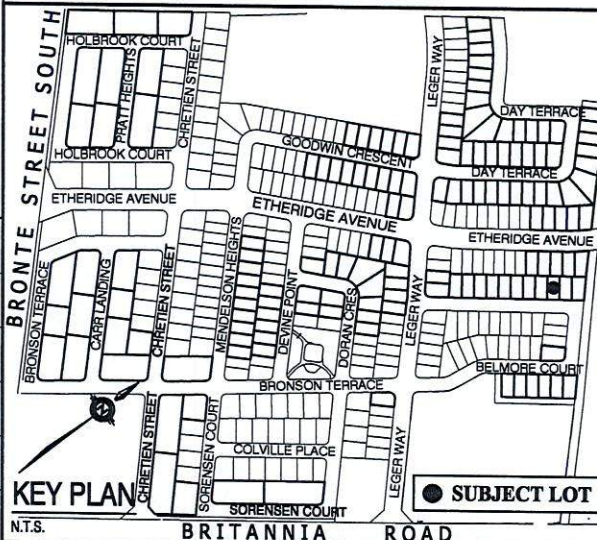 BRONTE STREET SOUTH
HOLBROOK COURT
PRATT HEIGHTS
CHRETIEN STREET
LEGER WAY
DAY TERRACE
HOLBROOK COURT
GOODWIN CRESCENT
DAY TERRACE
ETHERIDGE AVENUE
ETHERIDGE AVENUE
ETHERIDGE AVENUE
BRONSON TERRACE
CARR LANDING
CHRETIEN STREET
MENDELSON HEIGHTS
DEVINE POINT
DORAN CRES
LEGER WAY
BELMORE COURT
BRONSON TERRACE
N
CHRETIEN STREET
SORENSEN COURT
COLVILLE PLACE
LEGER WAY
KEY PLAN
SORENSEN COURT
SUBJECT LOT
N.T.S.
BRITANNIA ROAD